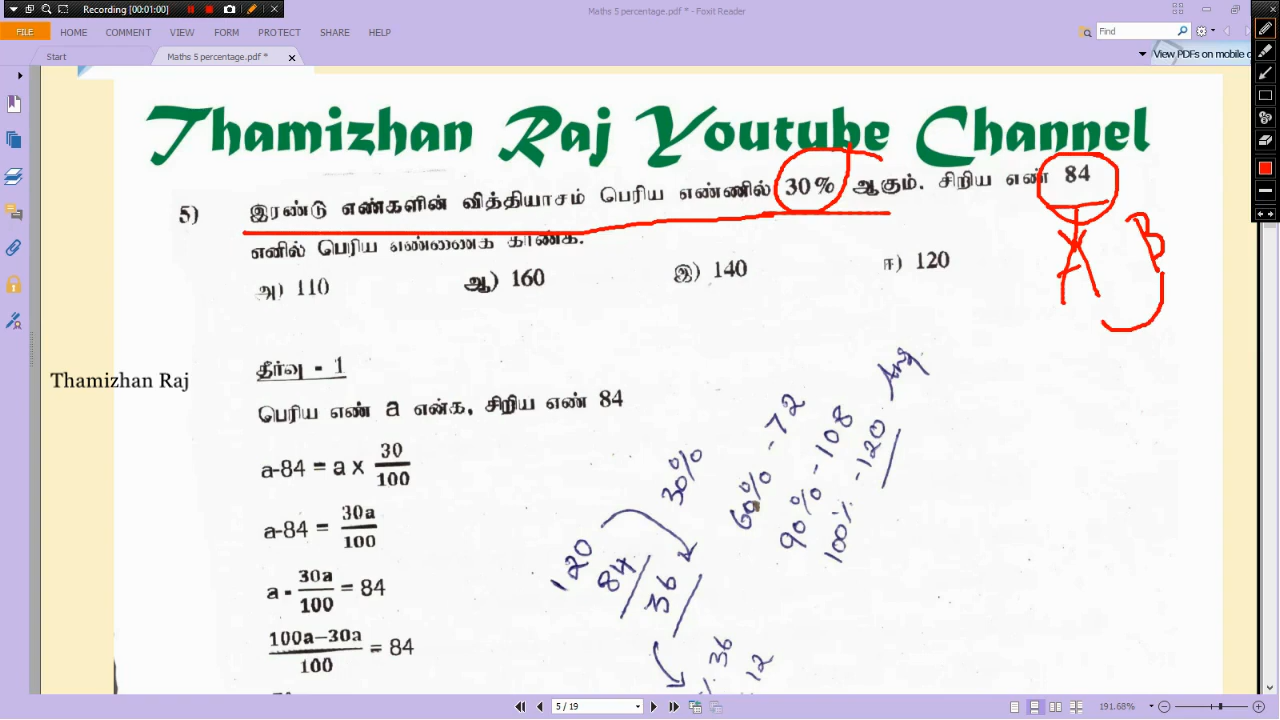 Recording [00:01:00]
Maths 5 percentage.pdf * - Foxit Reader
FILE HOME COMMENT VIEW FORM PROTECT SHARE HELP
Find
Start Maths 5 percentage.pdf *
View PDFs on mobile
Thamizhan Raj Youtube Channel
5) இரண்டு எண்களின் வித்தியாசம் பெரிய எண்ணில் 30% ஆகும். சிறிய எண் 84
எனில் பெரிய எண்ணைக் காண்க.
அ) 110 ஆ) 160 இ) 140 ஈ) 120
A B
தீர்வு - 1
Thamizhan Raj
பெரிய எண் a என்க, சிறிய எண் 84
a-84 = a x 30/100
a-84 = 30a/100
a - 30a/100 = 84
100a-30a/100 = 84
120
84
36
30%
60% - 72
90% - 108
100% - 120 Ans
36
12
5 / 19
191.68%